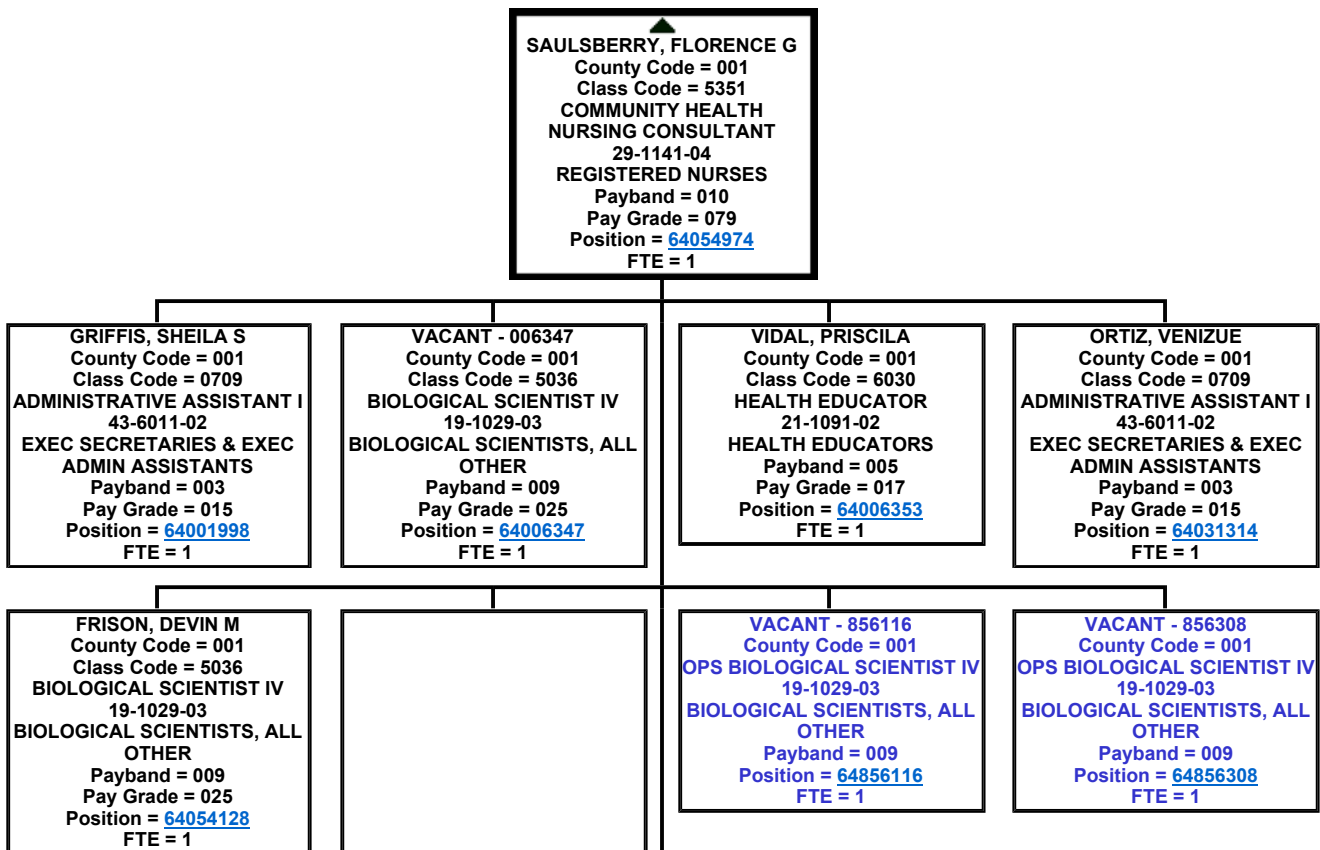 SAULSBERRY, FLORENCE G
County Code = 001
Class Code = 5351
COMMUNITY HEALTH
NURSING CONSULTANT
29-1141-04
REGISTERED NURSES
Payband = 010
Pay Grade = 079
Position = 64054974
FTE = 1
GRIFFIS, SHEILA S
County Code = 001
Class Code = 0709
ADMINISTRATIVE ASSISTANT I
43-6011-02
EXEC SECRETARIES & EXEC
ADMIN ASSISTANTS
Payband = 003
Pay Grade = 015
Position = 64001998
FTE = 1
VACANT - 006347
County Code = 001
Class Code = 5036
BIOLOGICAL SCIENTIST IV
19-1029-03
BIOLOGICAL SCIENTISTS, ALL
OTHER
Payband = 009
Pay Grade = 025
Position = 64006347
FTE = 1
VIDAL, PRISCILA
County Code = 001
Class Code = 6030
HEALTH EDUCATOR
21-1091-02
HEALTH EDUCATORS
Payband = 005
Pay Grade = 017
Position = 64006353
FTE = 1
ORTIZ, VENIZUE
County Code = 001
Class Code = 0709
ADMINISTRATIVE ASSISTANT I
43-6011-02
EXEC SECRETARIES & EXEC
ADMIN ASSISTANTS
Payband = 003
Pay Grade = 015
Position = 64031314
FTE = 1
FRISON, DEVIN M
County Code = 001
Class Code = 5036
BIOLOGICAL SCIENTIST IV
19-1029-03
BIOLOGICAL SCIENTISTS, ALL
OTHER
Payband = 009
Pay Grade = 025
Position = 64054128
FTE = 1
VACANT - 856116
County Code = 001
OPS BIOLOGICAL SCIENTIST IV
19-1029-03
BIOLOGICAL SCIENTISTS, ALL
OTHER
Payband = 009
Position = 64856116
FTE = 1
VACANT - 856308
County Code = 001
OPS BIOLOGICAL SCIENTIST IV
19-1029-03
BIOLOGICAL SCIENTISTS, ALL
OTHER
Payband = 009
Position = 64856308
FTE = 1